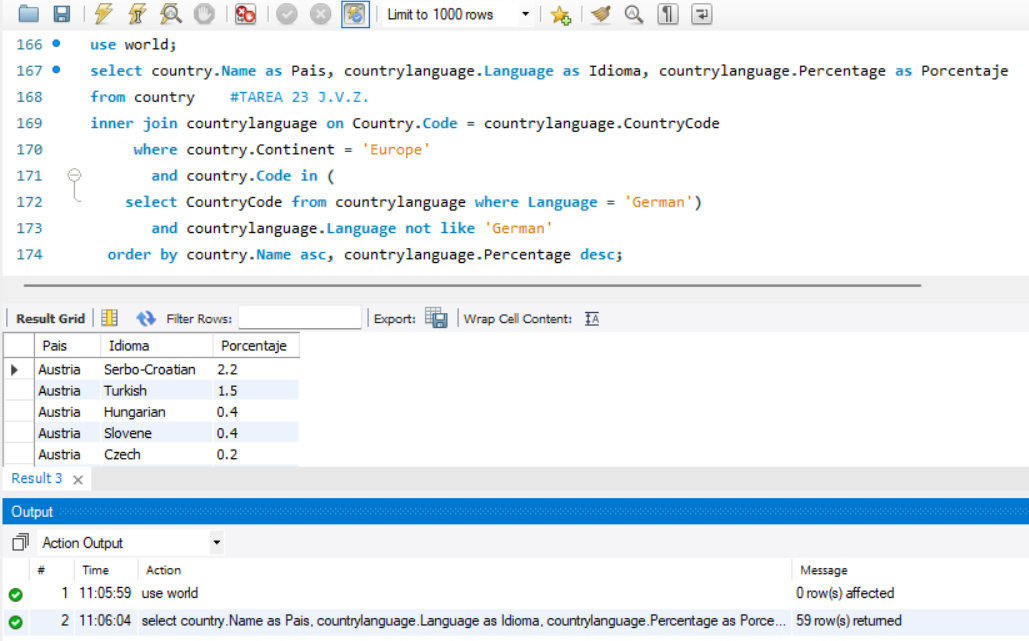 Limit to 1000 rows
166 use world;
167 select country.Name as Pais, countrylanguage.Language as Idioma, countrylanguage.Percentage as Porcentaje
168 from country #TAREA 23 J.V.Z.
169 inner join countrylanguage on Country.Code = countrylanguage.CountryCode
170 where country.Continent = 'Europe'
171 and country.Code in (
172 select CountryCode from countrylanguage where Language = 'German')
173 and countrylanguage.Language not like 'German'
174 order by country.Name asc, countrylanguage.Percentage desc;
Result Grid Filter Rows: Export: Wrap Cell Content: IA
Pais Idioma Porcentaje
Austria Serbo-Croatian 2.2
Austria Turkish 1.5
Austria Hungarian 0.4
Austria Slovene 0.4
Austria Czech 0.2
Result 3
Output
Action Output
# Time Action Message
1 11:05:59 use world 0 row(s) affected
2 11:06:04 select country.Name as Pais, countrylanguage.Language as Idioma, countrylanguage.Percentage as Porce... 59 row(s) returned